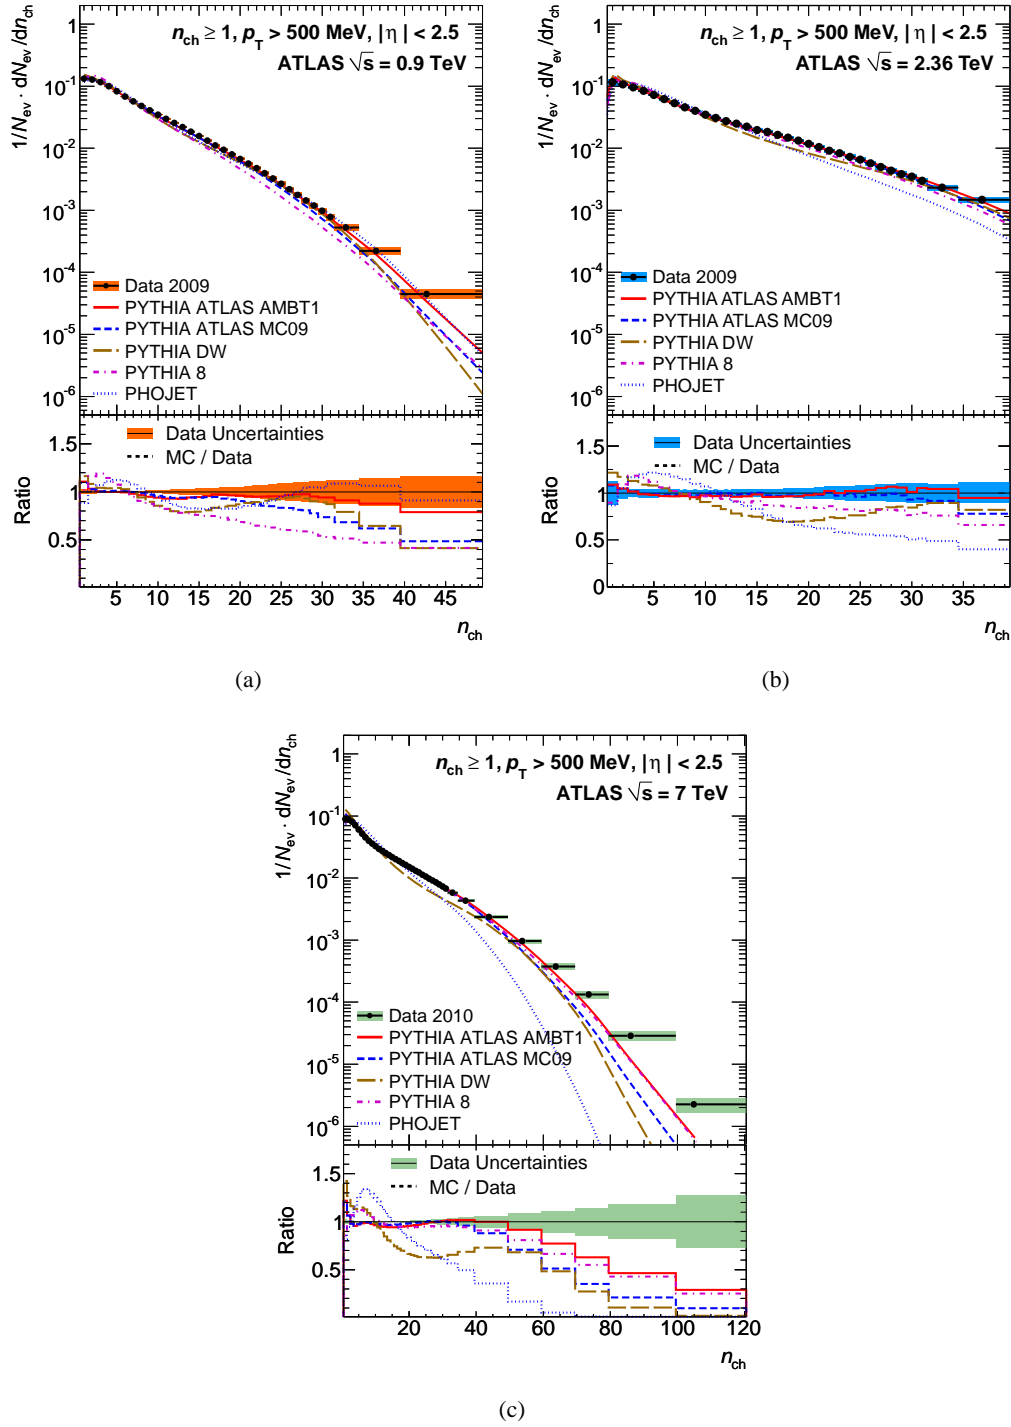 1/N_ev · dN_ev/dn_ch
n_ch ≥ 1, p_T > 500 MeV, | η | < 2.5
ATLAS √s = 0.9 TeV
1
10^-1
10^-2
10^-3
10^-4
10^-5
10^-6
Data 2009
PYTHIA ATLAS AMBT1
PYTHIA ATLAS MC09
PYTHIA DW
PYTHIA 8
PHOJET
Ratio
1.5
1
0.5
Data Uncertainties
MC / Data
5 10 15 20 25 30 35 40 45
n_ch
(a)
1/N_ev · dN_ev/dn_ch
n_ch ≥ 1, p_T > 500 MeV, | η | < 2.5
ATLAS √s = 2.36 TeV
1
10^-1
10^-2
10^-3
10^-4
10^-5
10^-6
Data 2009
PYTHIA ATLAS AMBT1
PYTHIA ATLAS MC09
PYTHIA DW
PYTHIA 8
PHOJET
Ratio
1.5
1
0.5
0
Data Uncertainties
MC / Data
5 10 15 20 25 30 35
n_ch
(b)
1/N_ev · dN_ev/dn_ch
n_ch ≥ 1, p_T > 500 MeV, | η | < 2.5
ATLAS √s = 7 TeV
1
10^-1
10^-2
10^-3
10^-4
10^-5
10^-6
Data 2010
PYTHIA ATLAS AMBT1
PYTHIA ATLAS MC09
PYTHIA DW
PYTHIA 8
PHOJET
Ratio
1.5
1
0.5
Data Uncertainties
MC / Data
20 40 60 80 100 120
n_ch
(c)